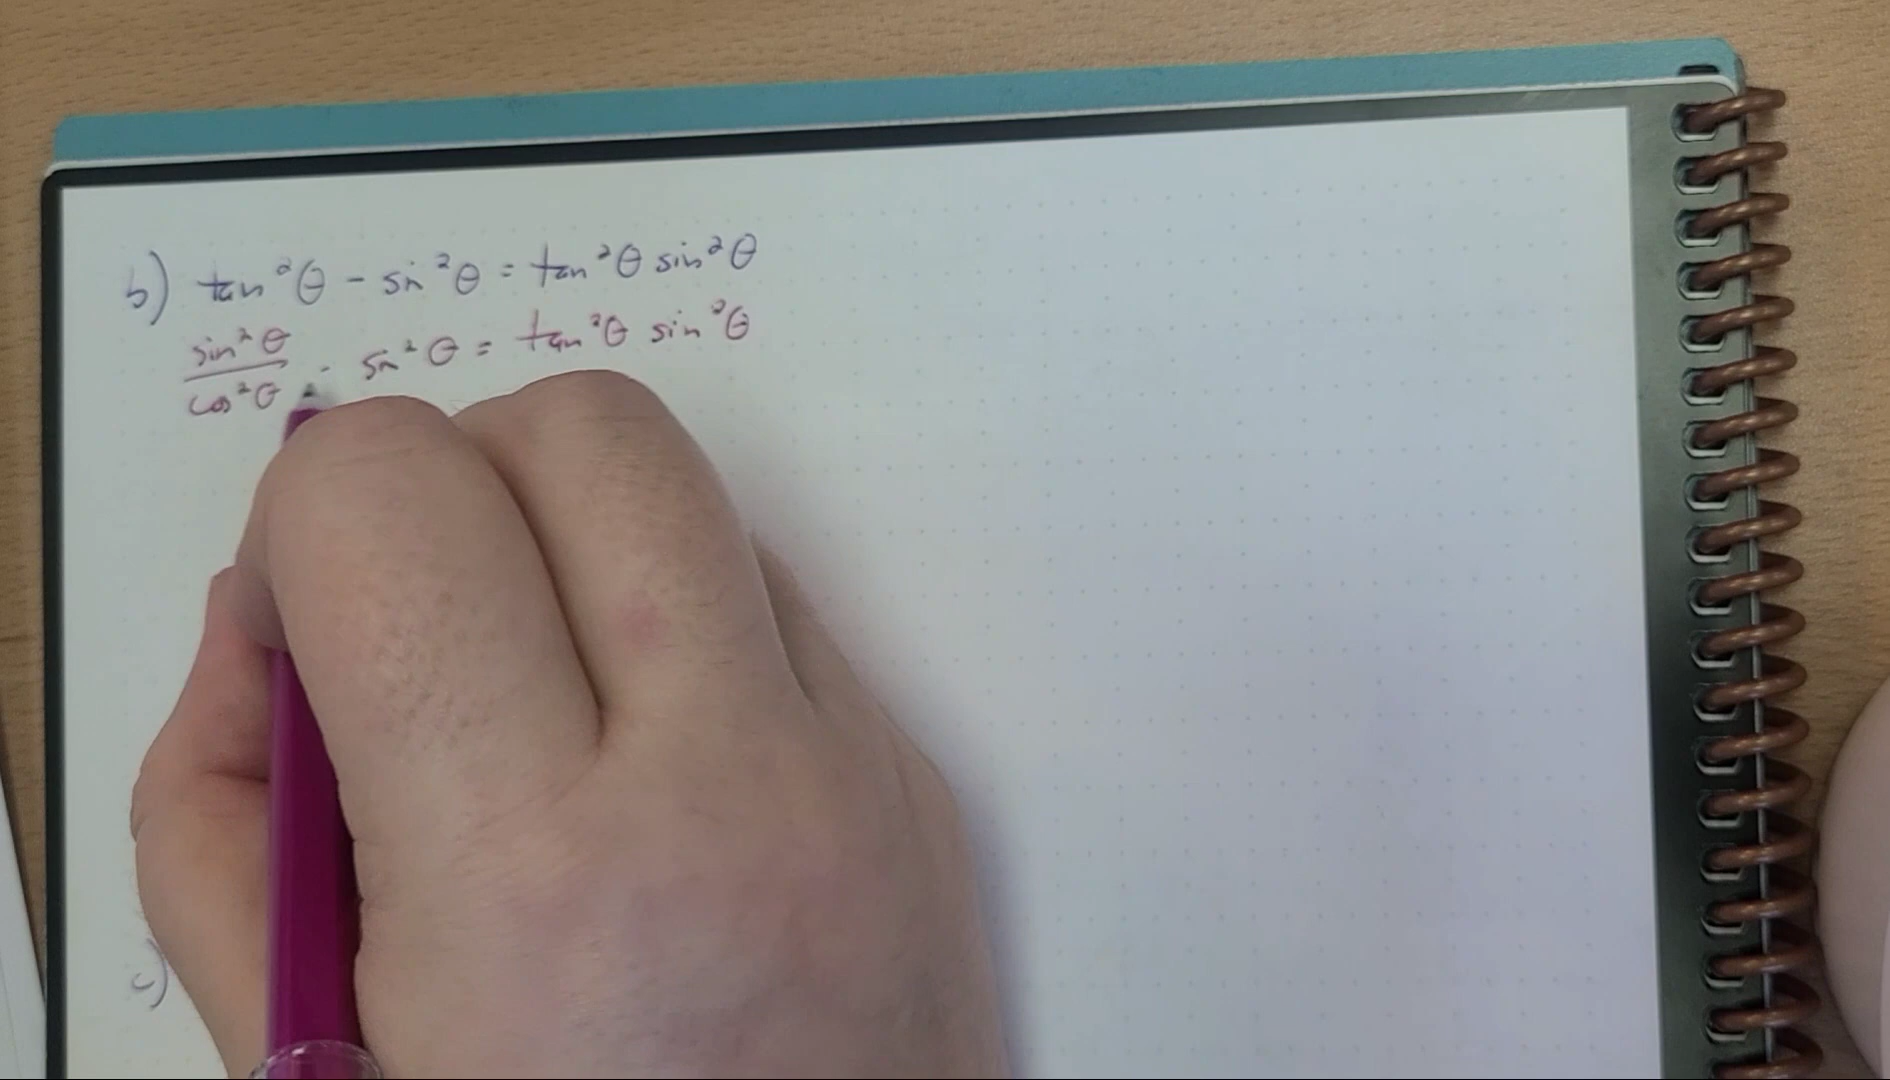 b) tan²θ - sin²θ = tan²θ sin²θ
sin²θ/cos²θ - sin²θ = tan²θ sin²θ
c)